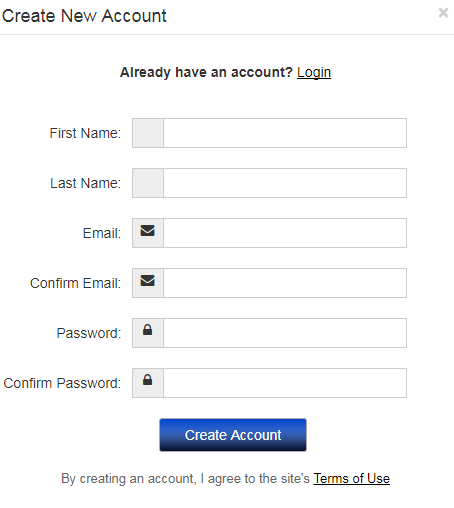 Create New Account
×
Already have an account? Login
First Name:
Last Name:
Email:
Confirm Email:
Password:
Confirm Password:
Create Account
By creating an account, I agree to the site's Terms of Use